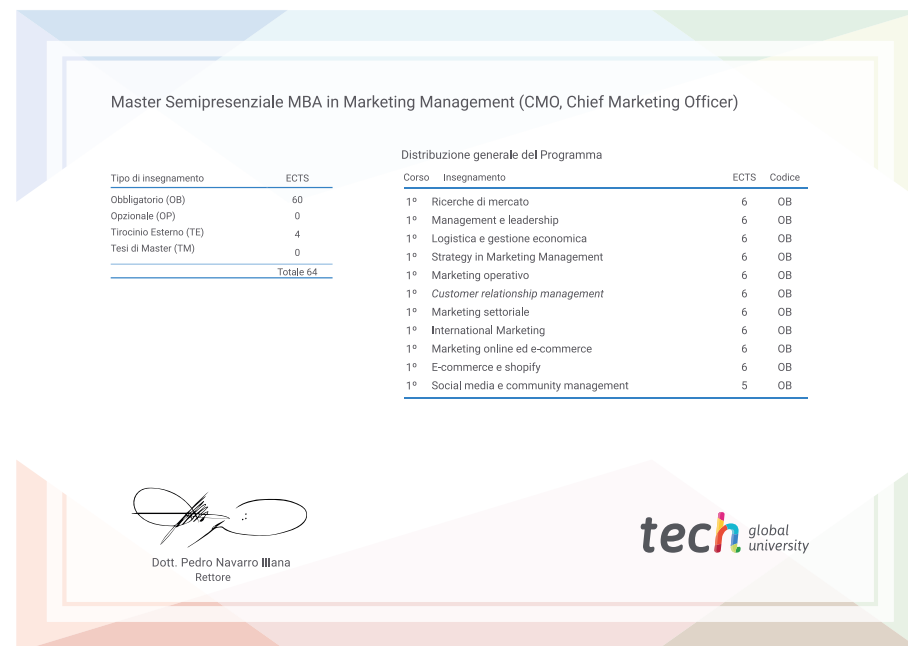 Master Semipresenziale MBA in Marketing Management (CMO, Chief Marketing Officer)
Tipo di insegnamento ECTS
Obbligatorio (OB) 60
Opzionale (OP) 0
Tirocinio Esterno (TE) 4
Tesi di Master (TM) 0
Totale 64
Distribuzione generale del Programma
Corso Insegnamento ECTS Codice
1º Ricerche di mercato 6 OB
1º Management e leadership 6 OB
1º Logistica e gestione economica 6 OB
1º Strategy in Marketing Management 6 OB
1º Marketing operativo 6 OB
1º Customer relationship management 6 OB
1º Marketing settoriale 6 OB
1º International Marketing 6 OB
1º Marketing online ed e-commerce 6 OB
1º E-commerce e shopify 6 OB
1º Social media e community management 5 OB
Dott. Pedro Navarro Illana
Rettore
tech global university